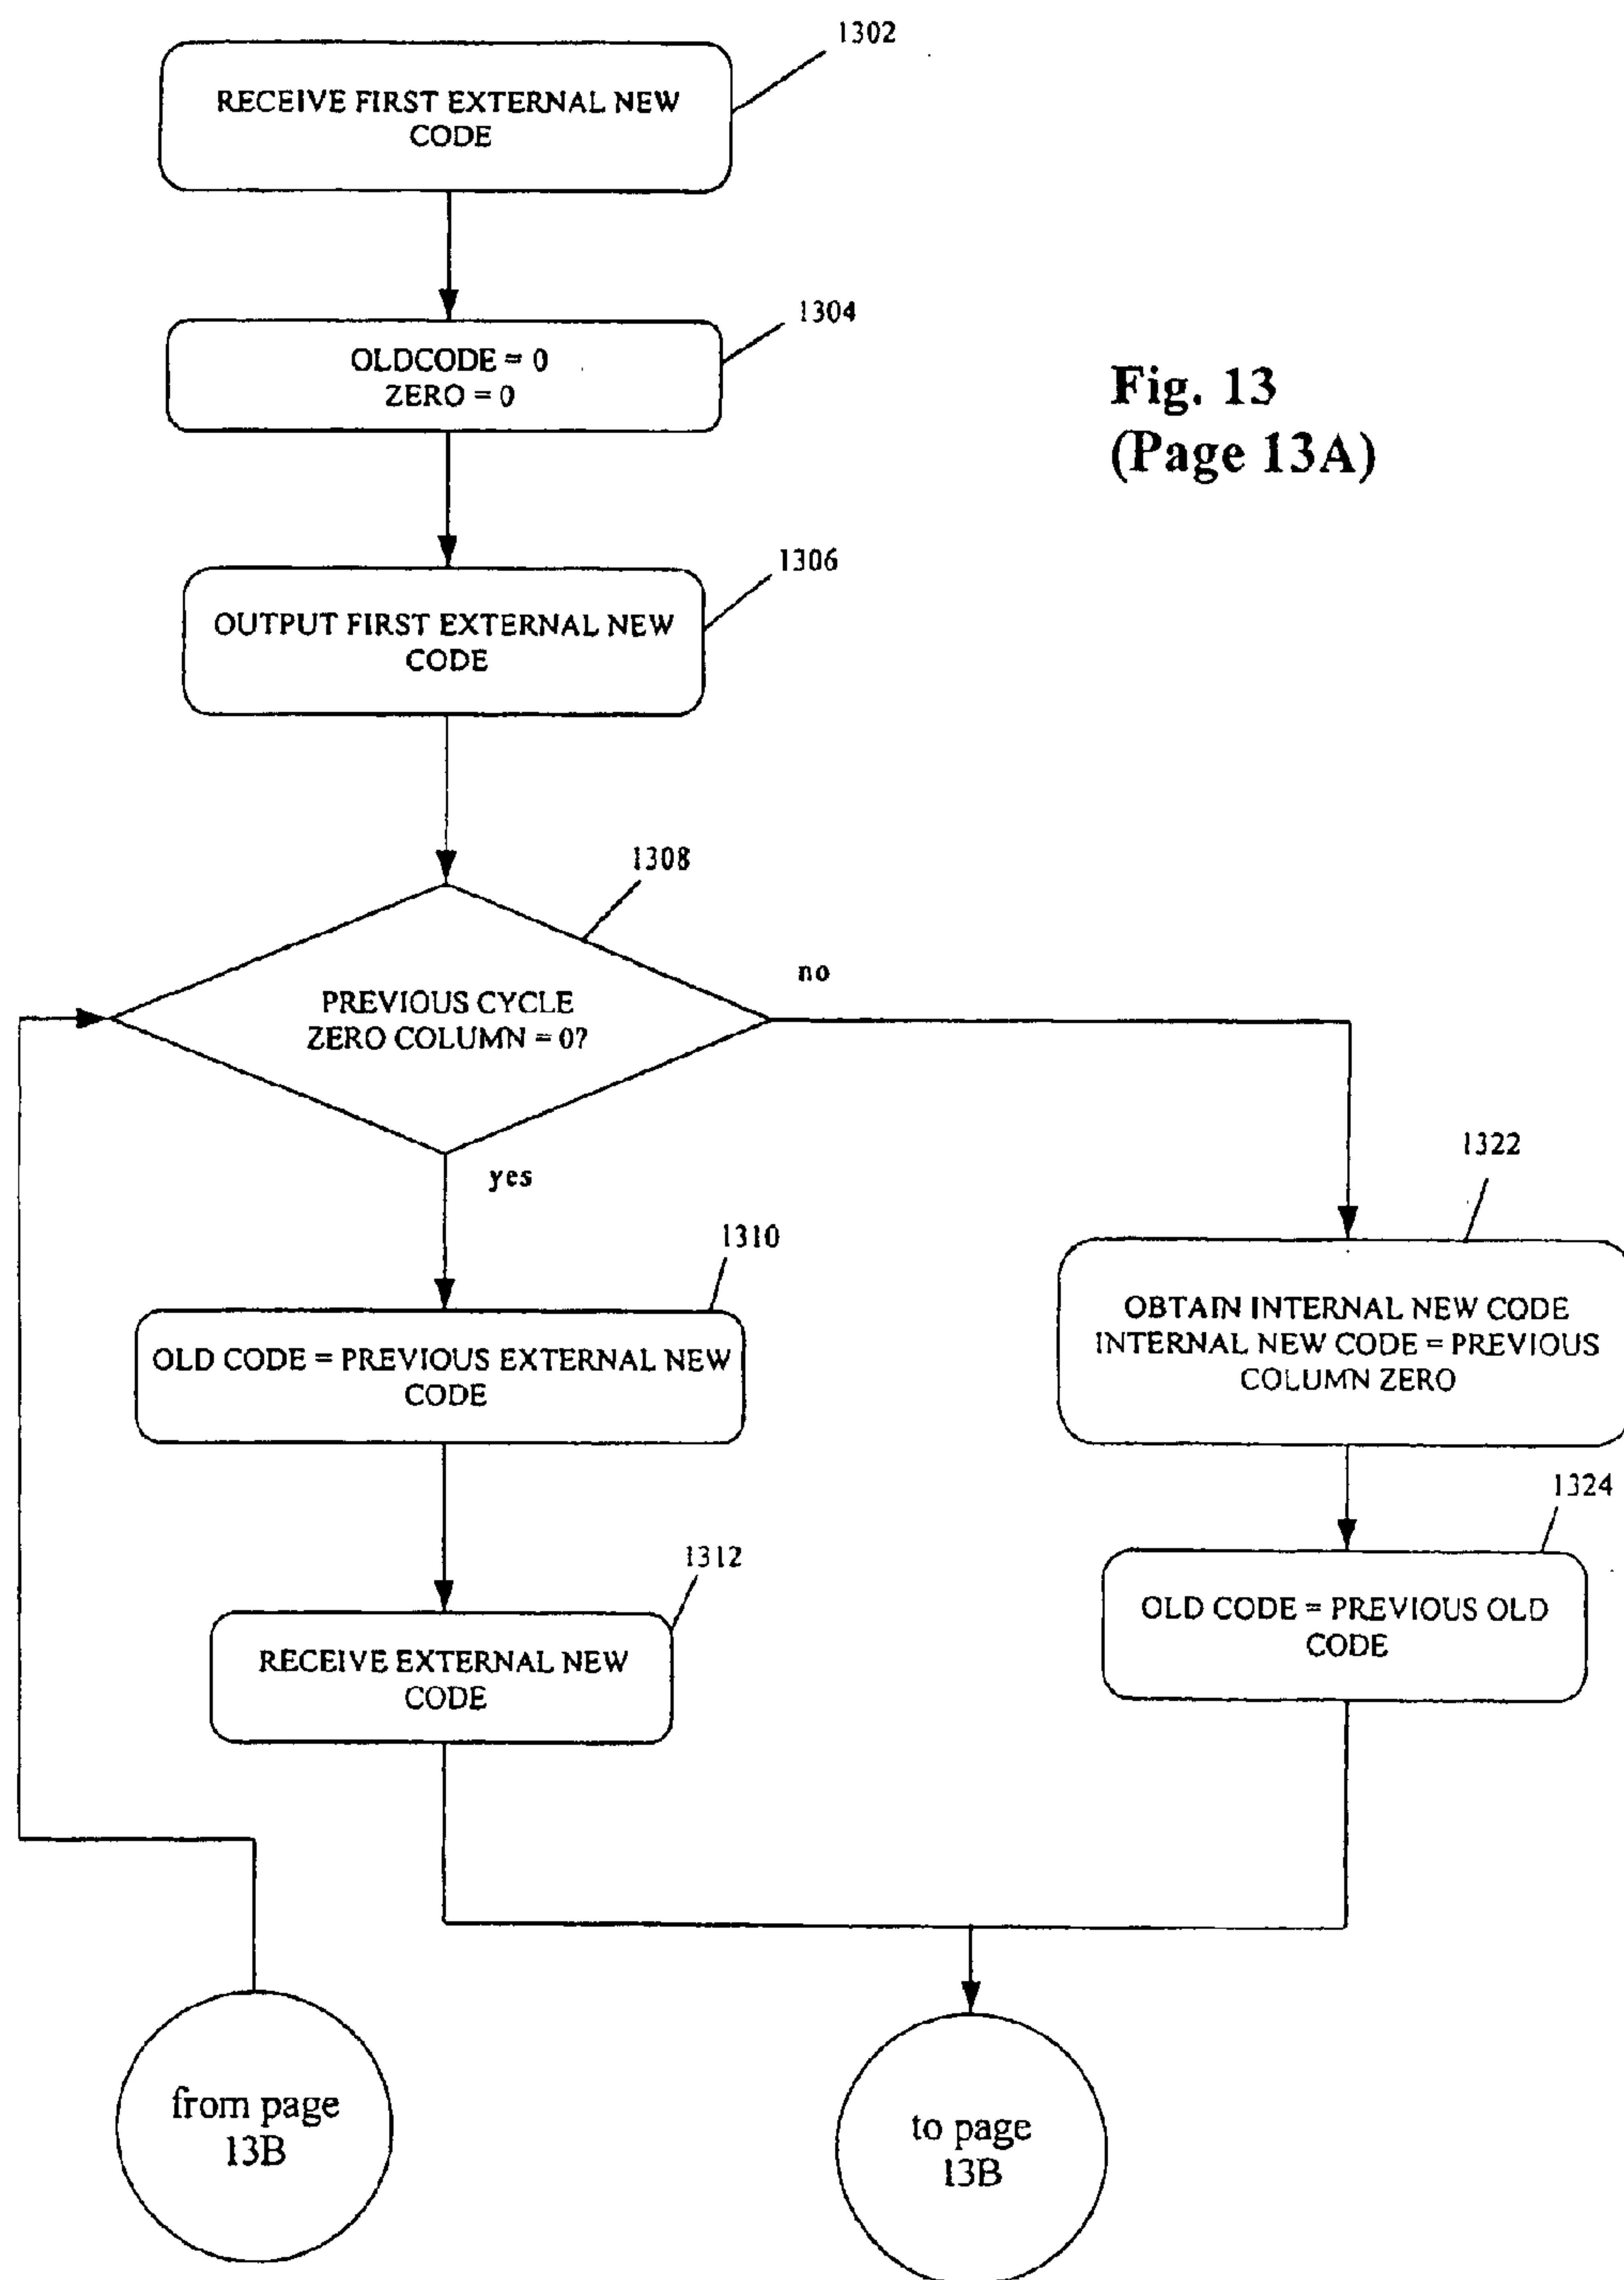 1302
RECEIVE FIRST EXTERNAL NEW
CODE
1304
OLDCODE = 0
ZERO = 0
Fig. 13
(Page 13A)
1306
OUTPUT FIRST EXTERNAL NEW
CODE
1308
no
PREVIOUS CYCLE
ZERO COLUMN = 0?
yes
1322
1310
OBTAIN INTERNAL NEW CODE
INTERNAL NEW CODE = PREVIOUS
COLUMN ZERO
OLD CODE = PREVIOUS EXTERNAL NEW
CODE
1324
1312
OLD CODE = PREVIOUS OLD
CODE
RECEIVE EXTERNAL NEW
CODE
from page
13B
to page
13B